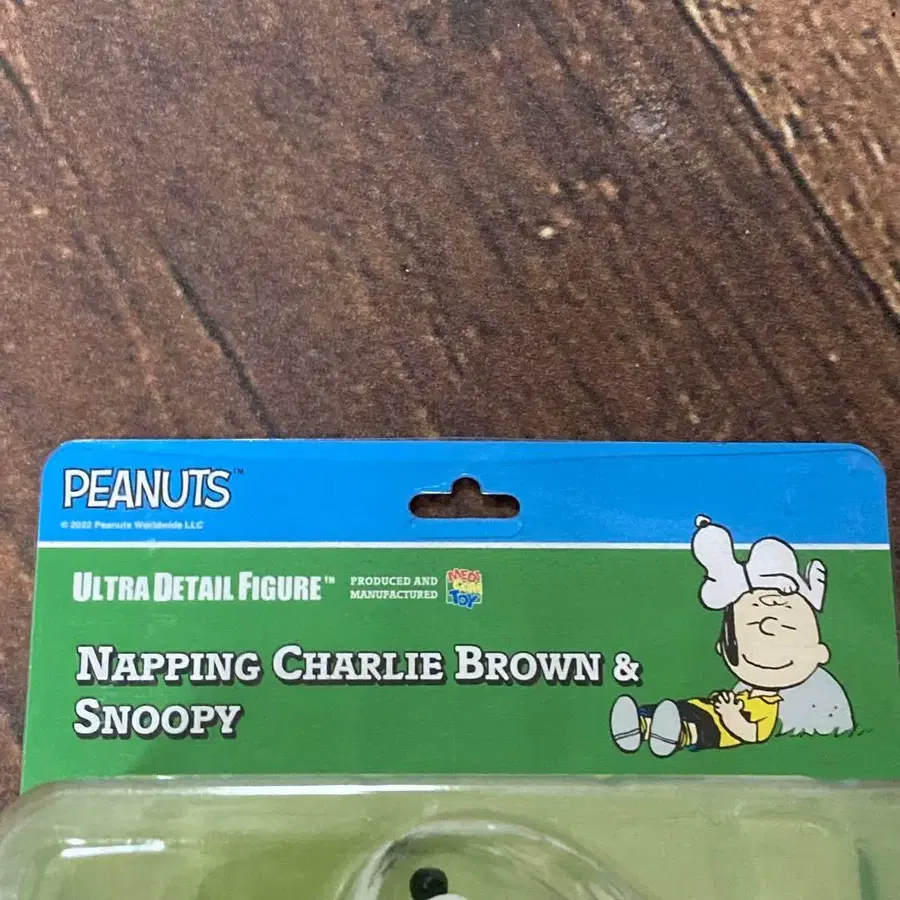 PEANUTS™
© 2022 Peanuts Worldwide LLC
ULTRA DETAIL FIGURE™
PRODUCED AND
MANUFACTURED
MEDI
COM
TOY
NAPPING CHARLIE BROWN &
SNOOPY